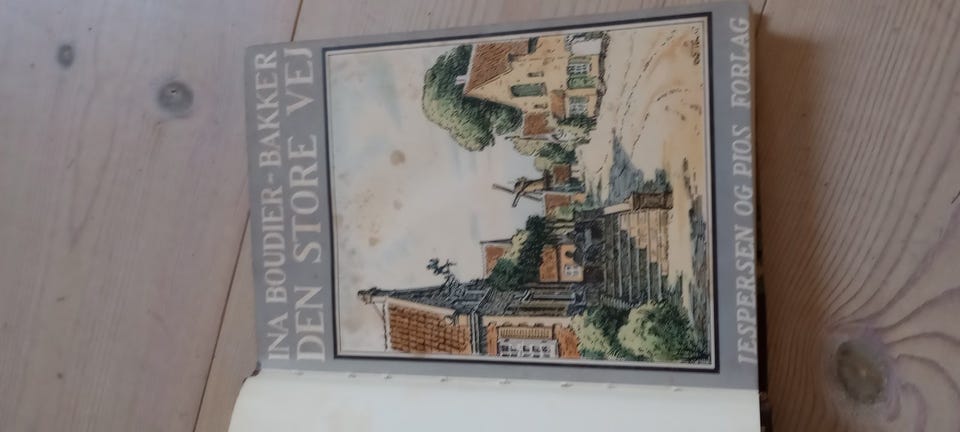 INA BOUDIER-BAKKER
DEN STORE VEJ
JESPERSEN OG PIOS FORLAG